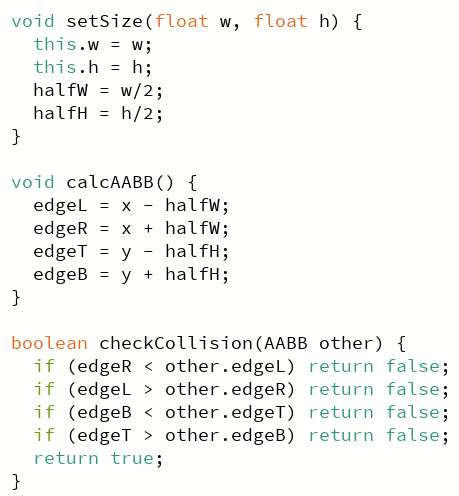 void setSize(float w, float h) {
  this.w = w;
  this.h = h;
  halfW = w/2;
  halfH = h/2;
}

void calcAABB() {
  edgeL = x - halfW;
  edgeR = x + halfW;
  edgeT = y - halfH;
  edgeB = y + halfH;
}

boolean checkCollision(AABB other) {
  if (edgeR < other.edgeL) return false;
  if (edgeL > other.edgeR) return false;
  if (edgeB < other.edgeT) return false;
  if (edgeT > other.edgeB) return false;
  return true;
}